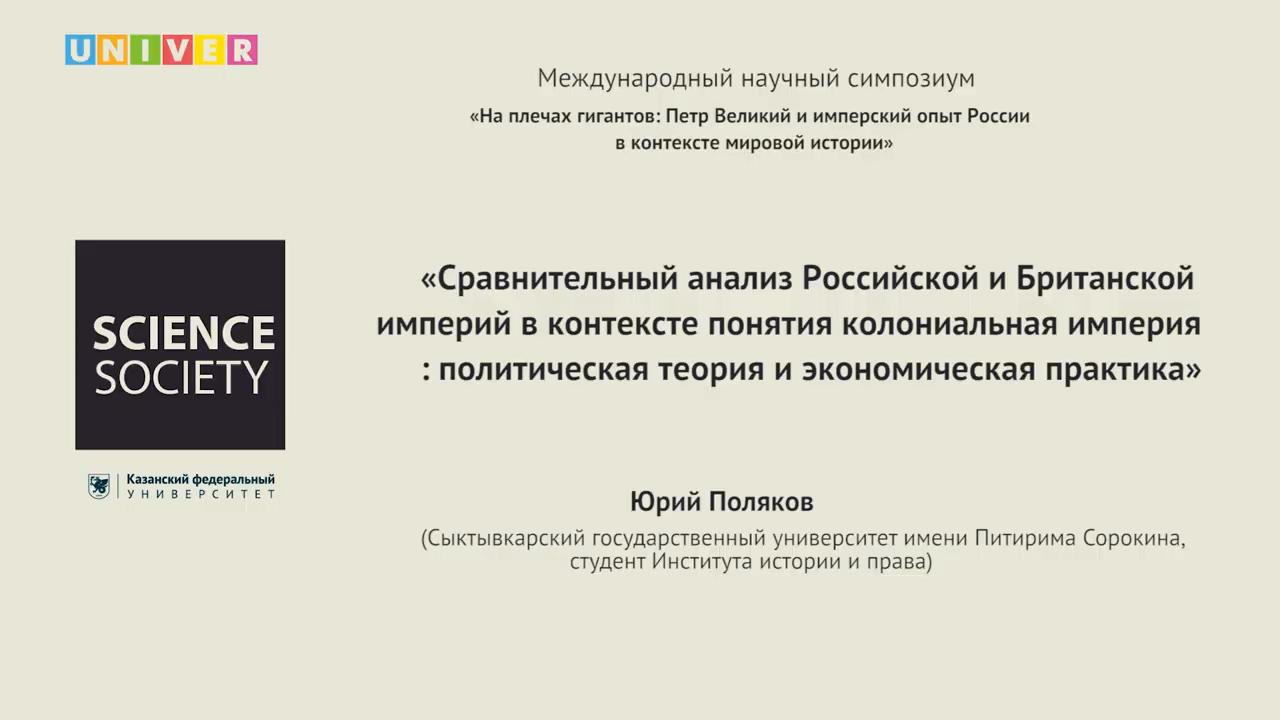 UNIVER
Международный научный симпозиум
«На плечах гигантов: Петр Великий и имперский опыт России
в контексте мировой истории»
SCIENCE
SOCIETY
Казанский федеральный
УНИВЕРСИТЕТ
«Сравнительный анализ Российской и Британской
империй в контексте понятия колониальная империя
: политическая теория и экономическая практика»
Юрий Поляков
(Сыктывкарский государственный университет имени Питирима Сорокина,
студент Института истории и права)